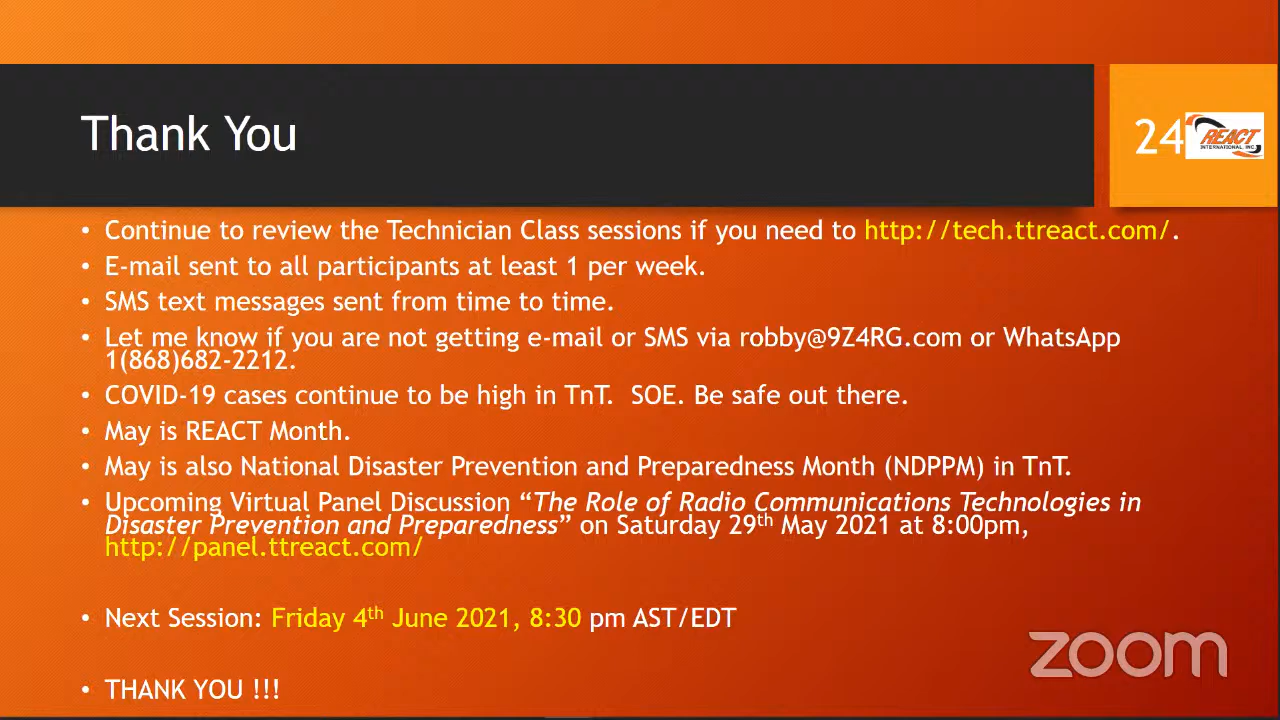 Thank You
24
REACT
INTERNATIONAL, INC.
• Continue to review the Technician Class sessions if you need to http://tech.ttreact.com/.
• E-mail sent to all participants at least 1 per week.
• SMS text messages sent from time to time.
• Let me know if you are not getting e-mail or SMS via robby@9Z4RG.com or WhatsApp
1(868)682-2212.
• COVID-19 cases continue to be high in TnT.  SOE. Be safe out there.
• May is REACT Month.
• May is also National Disaster Prevention and Preparedness Month (NDPPM) in TnT.
• Upcoming Virtual Panel Discussion “The Role of Radio Communications Technologies in
Disaster Prevention and Preparedness” on Saturday 29th May 2021 at 8:00pm,
http://panel.ttreact.com/
• Next Session: Friday 4th June 2021, 8:30 pm AST/EDT
• THANK YOU !!!
zoom